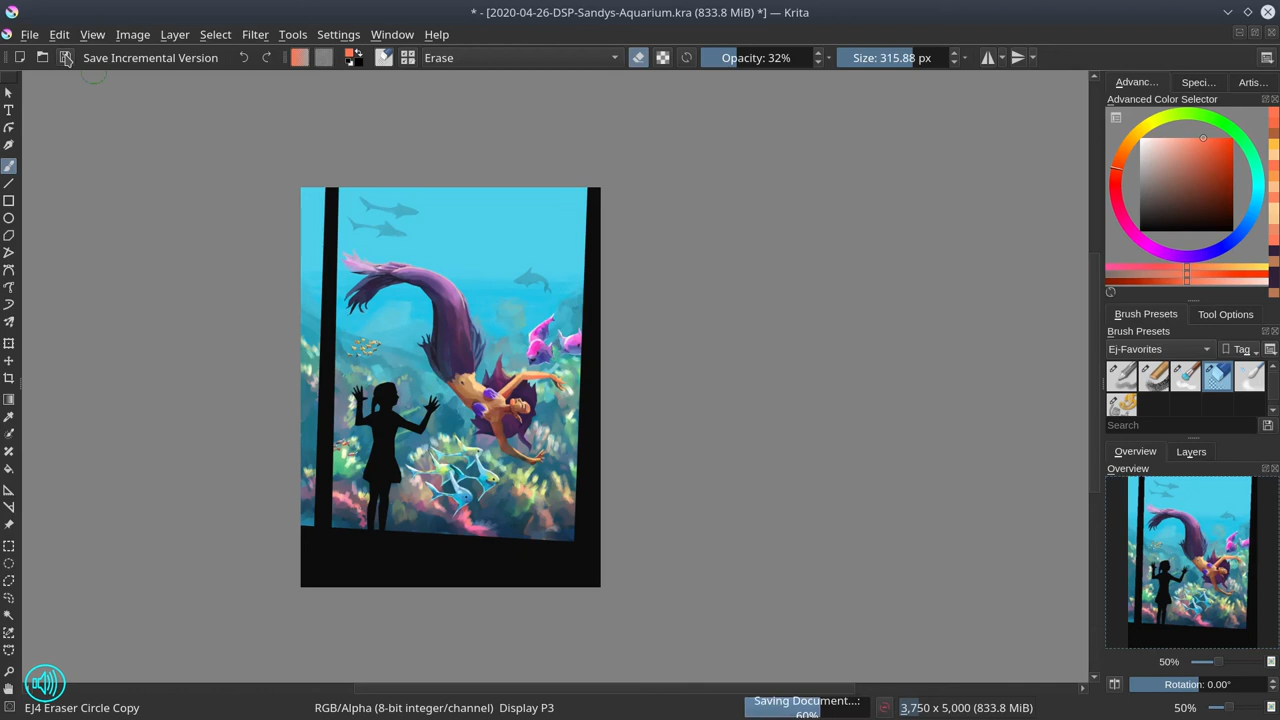 * - [2020-04-26-DSP-Sandys-Aquarium.kra (833.8 MiB) *] — Krita
File Edit View Image Layer Select Filter Tools Settings Window Help
Save Incremental Version Erase Opacity: 32% Size: 315.88 px
Advanc... Speci... Artis...
Advanced Color Selector
Brush Presets Tool Options
Brush Presets
Ej-Favorites Tag
Search
Overview Layers
Overview
50%
Rotation: 0.00°
EJ4 Eraser Circle Copy RGB/Alpha (8-bit integer/channel) Display P3 Saving Document...: 60% 3,750 x 5,000 (833.8 MiB) 50%